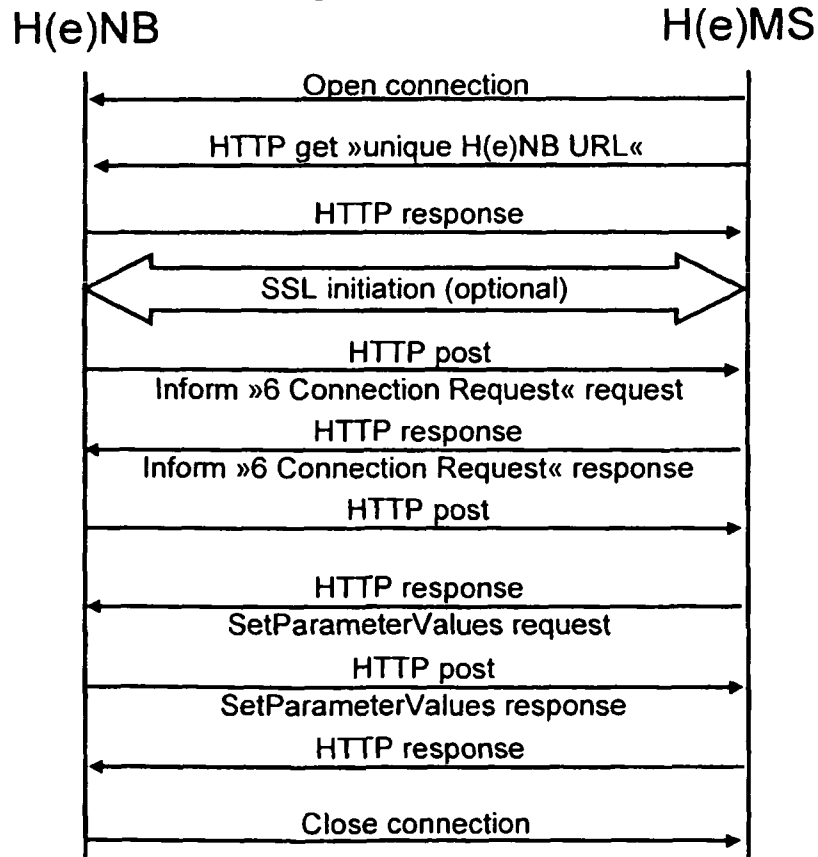 H(e)NB
H(e)MS
Open connection
HTTP get »unique H(e)NB URL«
HTTP response
SSL initiation (optional)
HTTP post
Inform »6 Connection Request« request
HTTP response
Inform »6 Connection Request« response
HTTP post
HTTP response
SetParameterValues request
HTTP post
SetParameterValues response
HTTP response
Close connection